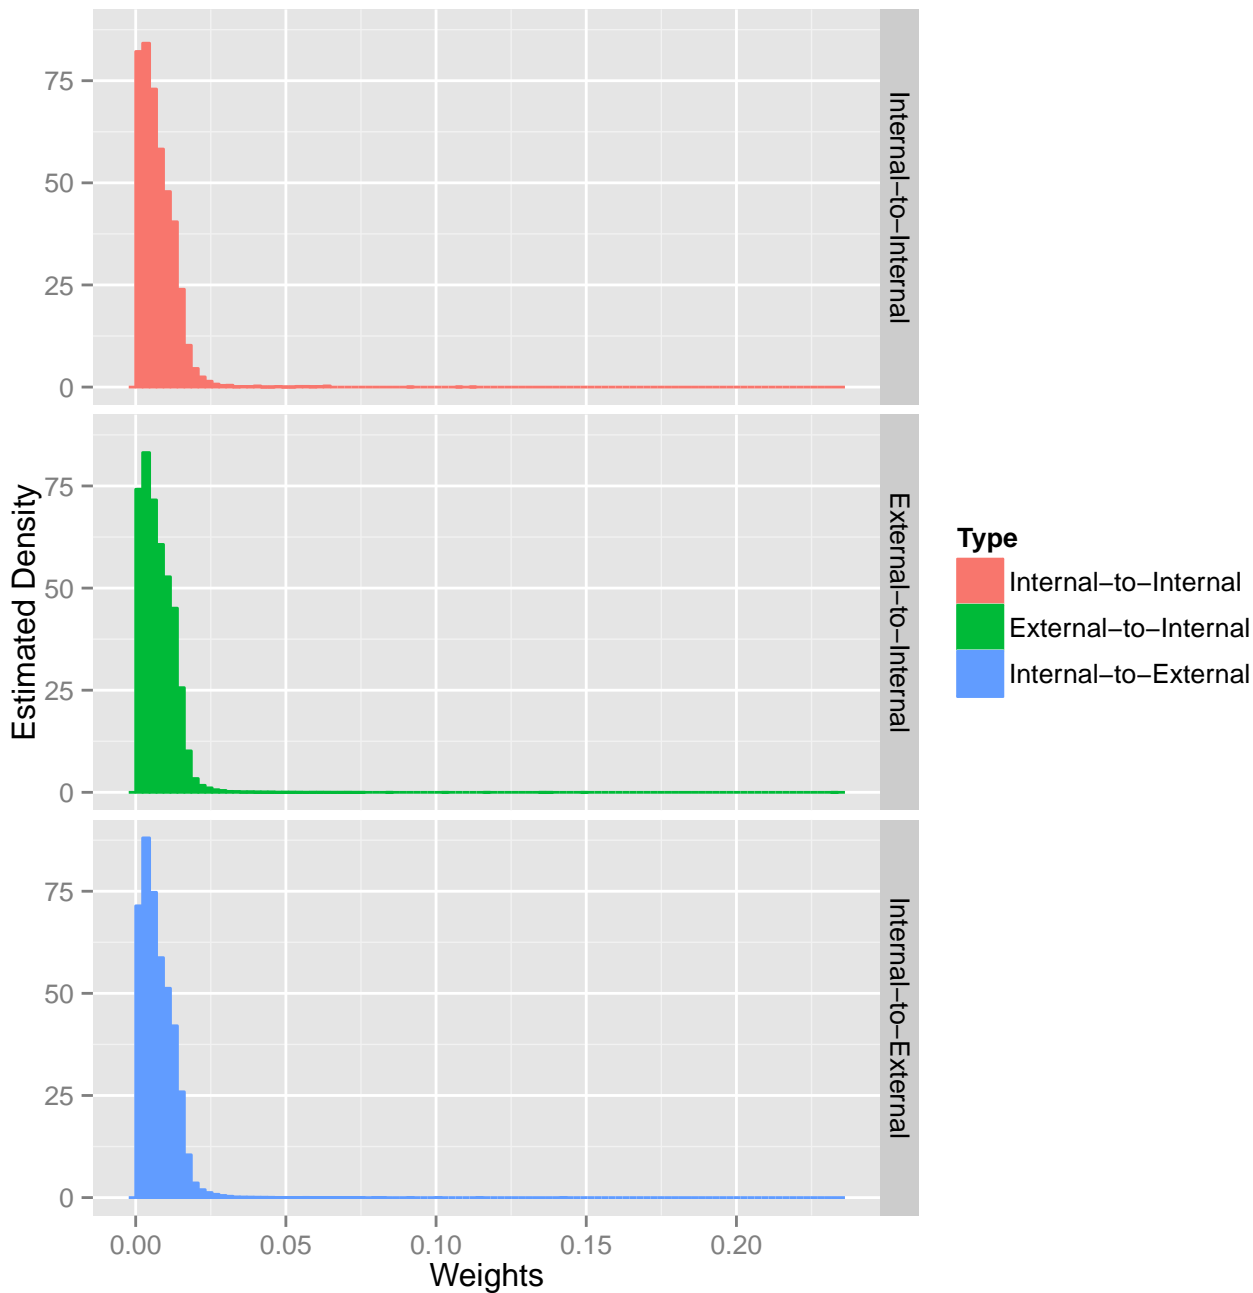 75
50
25
0
Internal–to–Internal
75
50
25
0
External–to–Internal
75
50
25
0
Internal–to–External
0.00
0.05
0.10
0.15
0.20
Weights
Estimated Density
Type
Internal–to–Internal
External–to–Internal
Internal–to–External